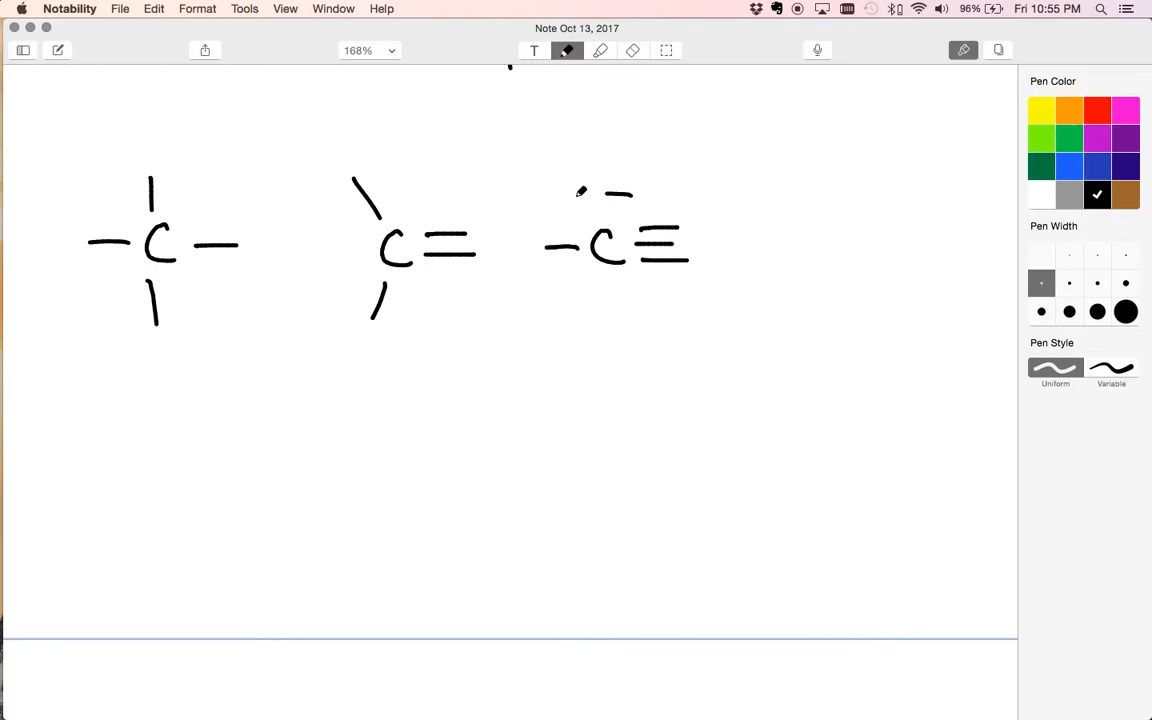 Notability File Edit Format Tools View Window Help 96% Fri 10:55 PM
Note Oct 13, 2017
168% T
Pen Color
C C C
Pen Width
Pen Style
Uniform Variable